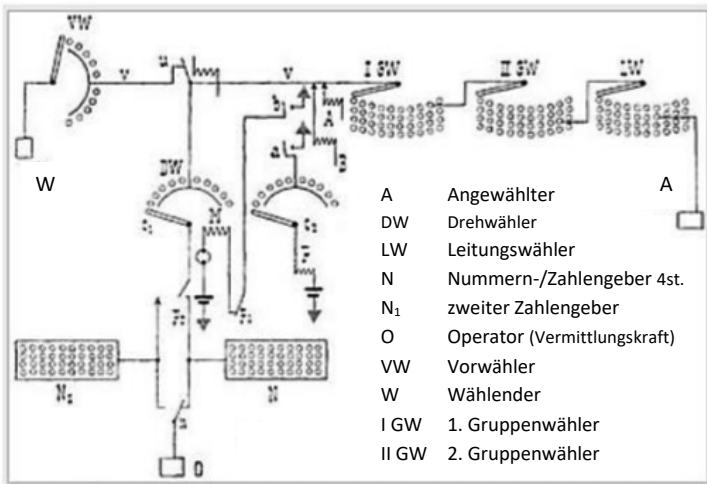 VW
v
u
v
I GW
II GW
LW
A
W
DW
M
A
N₁
N
O
A Angewählter
DW Drehwähler
LW Leitungswähler
N Nummern-/Zahlengeber 4st.
N₁ zweiter Zahlengeber
O Operator (Vermittlungskraft)
VW Vorwähler
W Wählender
I GW 1. Gruppenwähler
II GW 2. Gruppenwähler